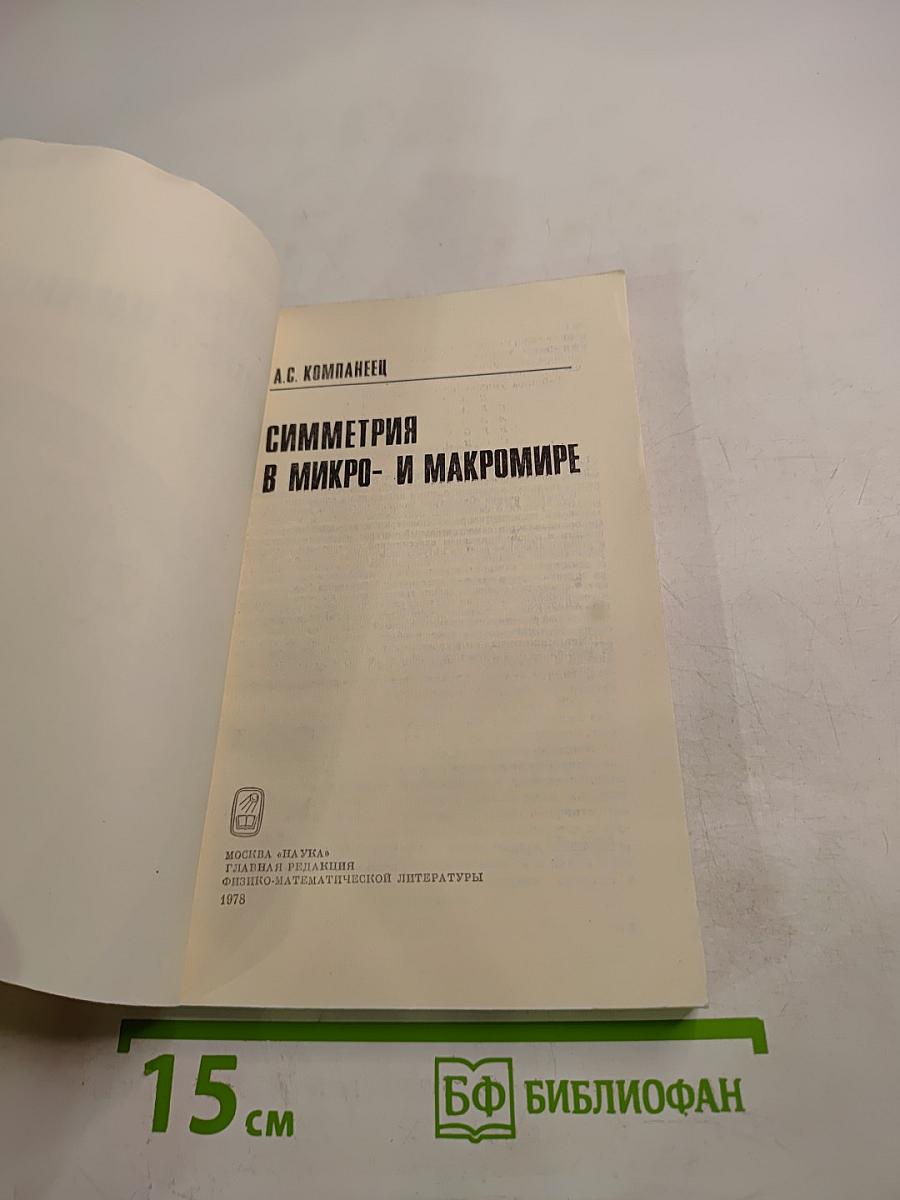 А.С. КОМПАНЕЕЦ
СИММЕТРИЯ
В МИКРО- И МАКРОМИРЕ
МОСКВА «НАУКА»
ГЛАВНАЯ РЕДАКЦИЯ
ФИЗИКО-МАТЕМАТИЧЕСКОЙ ЛИТЕРАТУРЫ
1978
15 см
БФ БИБЛИОФАН